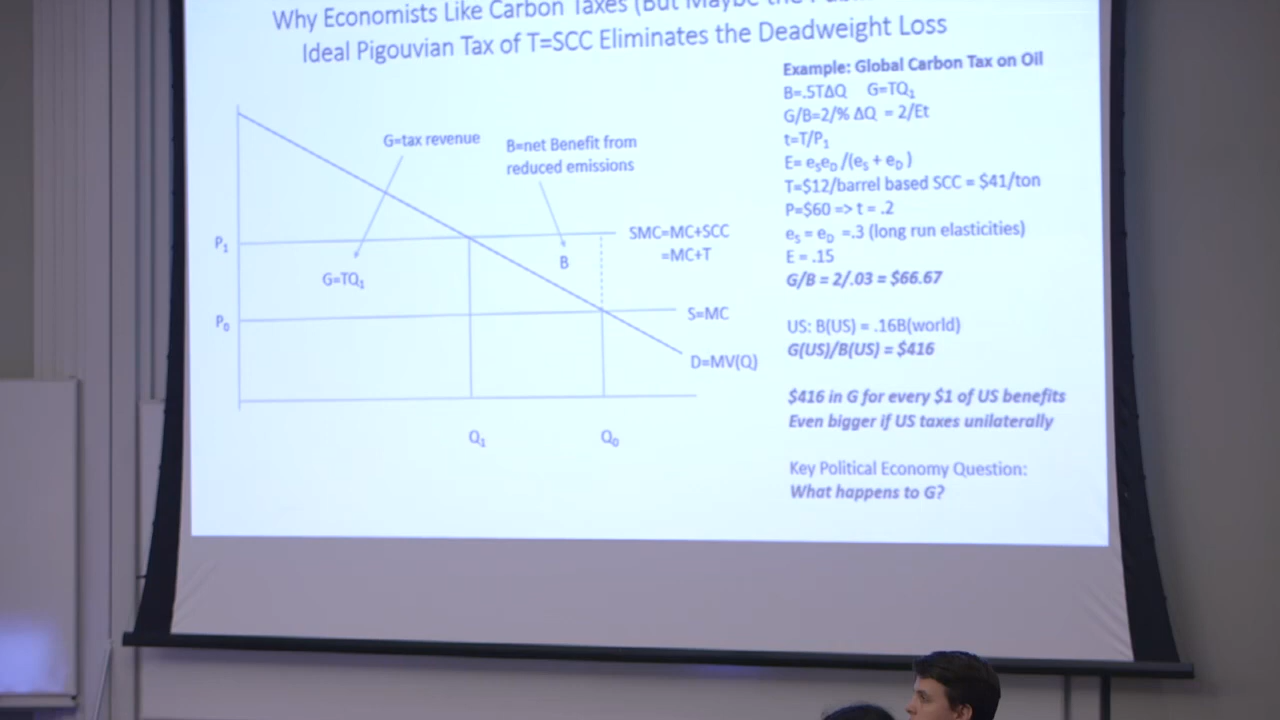 Why Economists Like Carbon Taxes (But Maybe the
Ideal Pigouvian Tax of T=SCC Eliminates the Deadweight Loss
G=tax revenue
B=net Benefit from
reduced emissions
P₁
SMC=MC+SCC
=MC+T
B
G=TQ₁
P₀
S=MC
D=MV(Q)
Q₁
Q₀
Example: Global Carbon Tax on Oil
B=.5TΔQ G=TQ₁
G/B=2/% ΔQ = 2/Et
t=T/P₁
E= eₛe_D /(eₛ + e_D )
T=$12/barrel based SCC = $41/ton
P=$60 => t = .2
eₛ = e_D =.3 (long run elasticities)
E = .15
G/B = 2/.03 = $66.67
US: B(US) = .16B(world)
G(US)/B(US) = $416
$416 in G for every $1 of US benefits
Even bigger if US taxes unilaterally
Key Political Economy Question:
What happens to G?